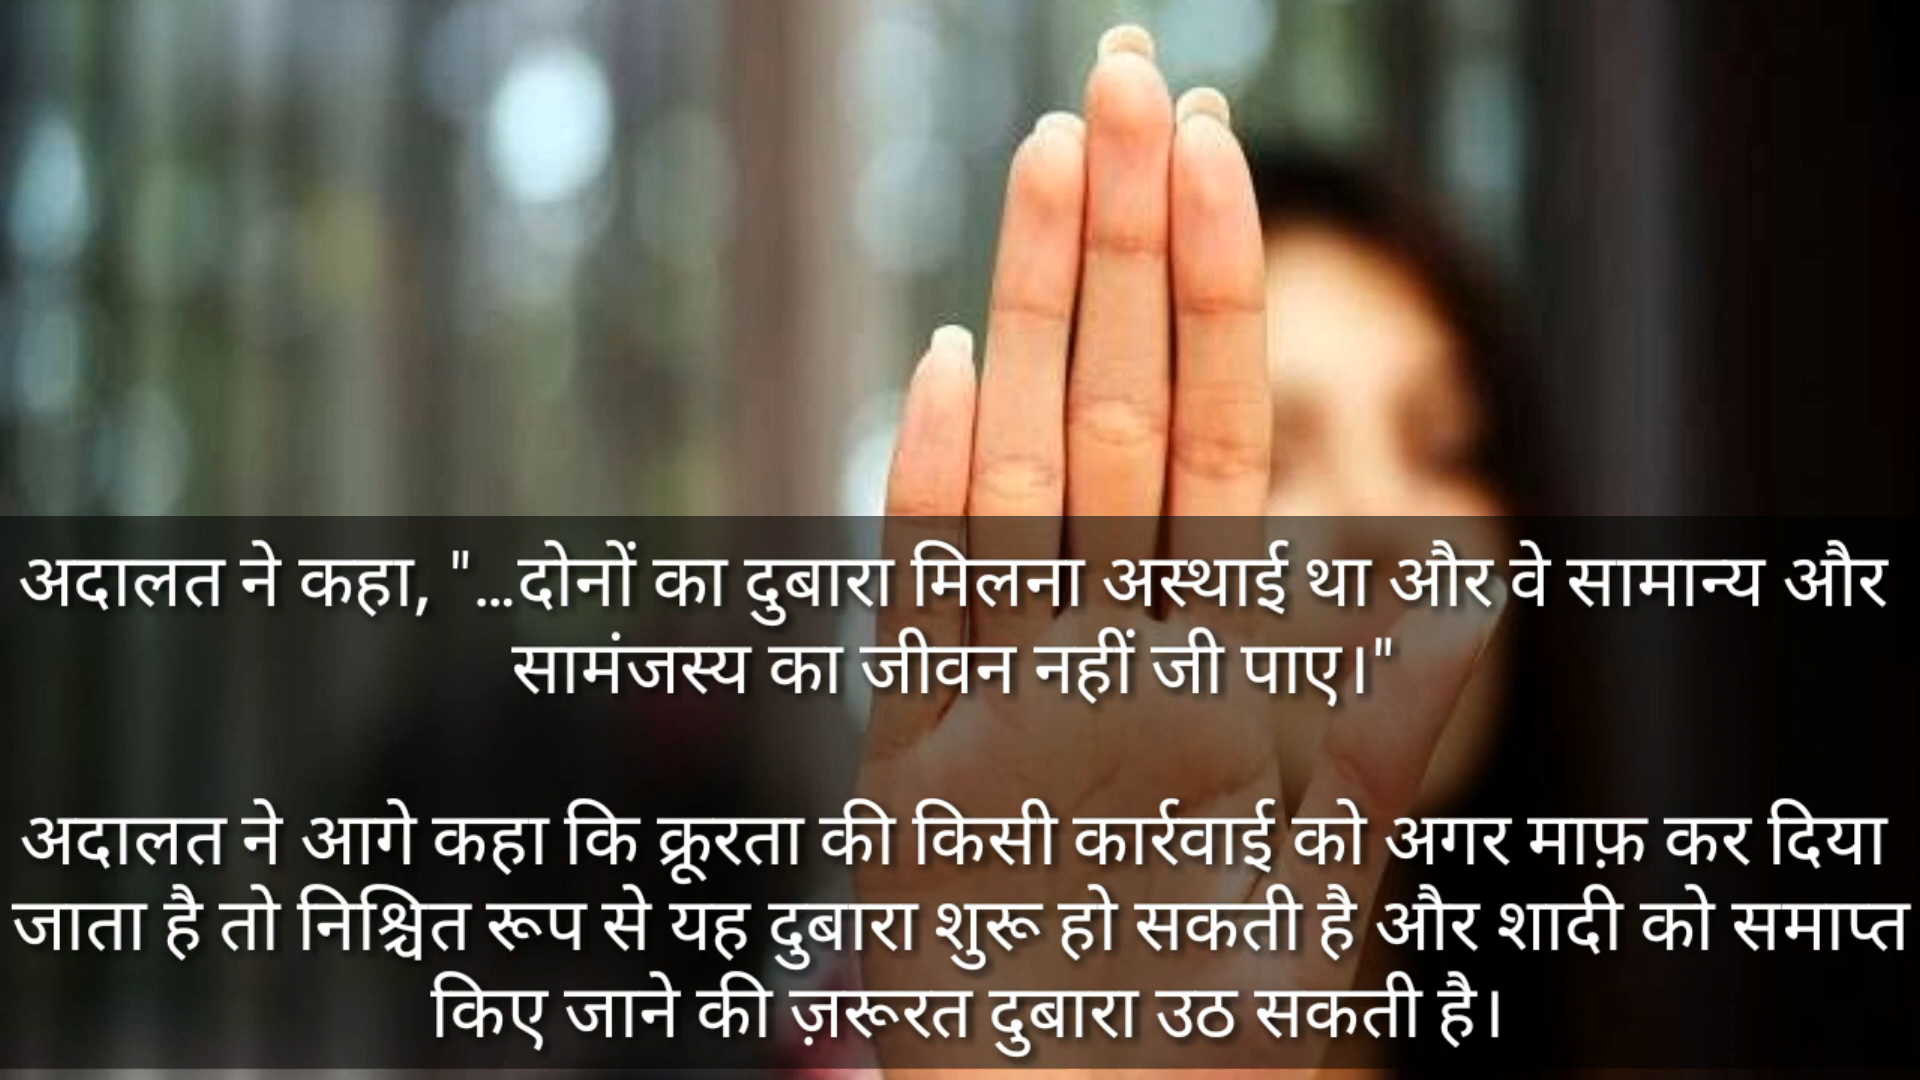 अदालत ने कहा, "...दोनों का दुबारा मिलना अस्थाई था और वे सामान्य और
सामंजस्य का जीवन नहीं जी पाए।"
अदालत ने आगे कहा कि क्रूरता की किसी कार्रवाई को अगर माफ़ कर दिया
जाता है तो निश्चित रूप से यह दुबारा शुरू हो सकती है और शादी को समाप्त
किए जाने की ज़रूरत दुबारा उठ सकती है।